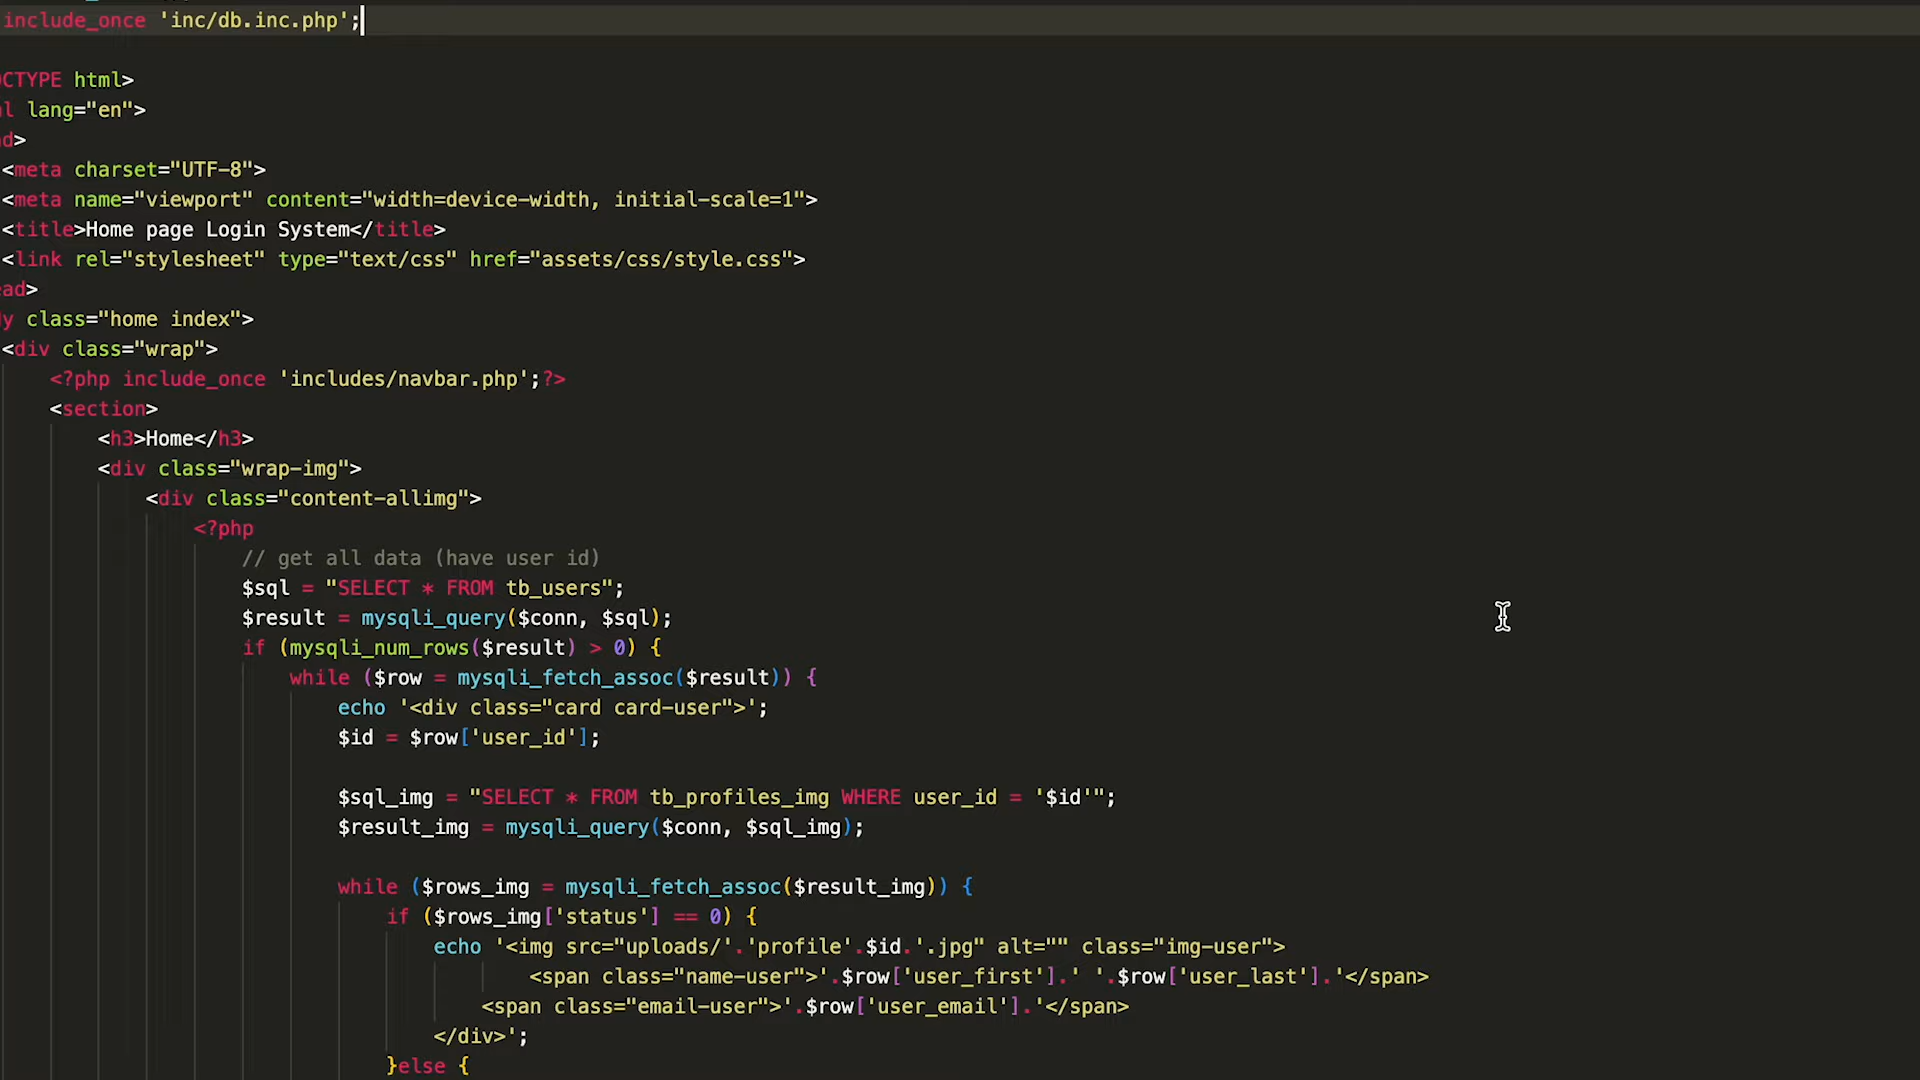 include_once 'inc/db.inc.php';
OCTYPE html>
al lang="en">
ad>
<meta charset="UTF-8">
<meta name="viewport" content="width=device-width, initial-scale=1">
<title>Home page Login System</title>
<link rel="stylesheet" type="text/css" href="assets/css/style.css">
ead>
dy class="home index">
<div class="wrap">
<?php include_once 'includes/navbar.php';?>
<section>
<h3>Home</h3>
<div class="wrap-img">
<div class="content-allimg">
<?php
// get all data (have user id)
$sql = "SELECT * FROM tb_users";
$result = mysqli_query($conn, $sql);
if (mysqli_num_rows($result) > 0) {
while ($row = mysqli_fetch_assoc($result)) {
echo '<div class="card card-user">';
$id = $row['user_id'];
$sql_img = "SELECT * FROM tb_profiles_img WHERE user_id = '$id'";
$result_img = mysqli_query($conn, $sql_img);
while ($rows_img = mysqli_fetch_assoc($result_img)) {
if ($rows_img['status'] == 0) {
echo '<img src="uploads/'.'profile'.$id.'.jpg" alt="" class="img-user">
<span class="name-user">'.$row['user_first'].' '.$row['user_last'].'</span>
<span class="email-user">'.$row['user_email'].'</span>
</div>';
}else {